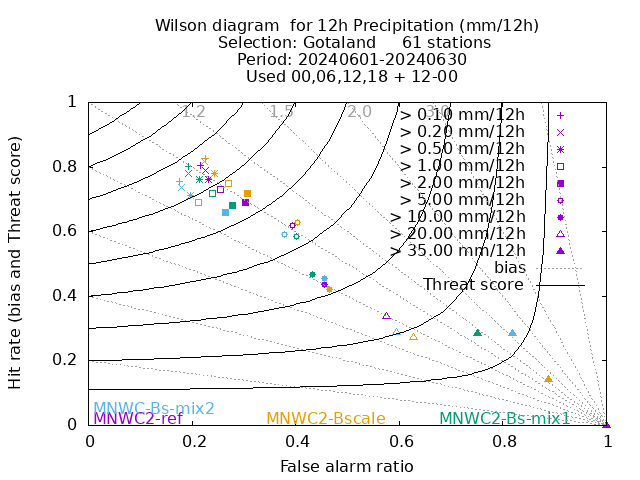 Wilson diagram  for 12h Precipitation (mm/12h)
Selection: Gotaland     61 stations
Period: 20240601-20240630
Used 00,06,12,18 + 12-00
1.2 1.5 2.0 3.0
> 0.10 mm/12h
> 0.20 mm/12h
> 0.50 mm/12h
> 1.00 mm/12h
> 2.00 mm/12h
> 5.00 mm/12h
> 10.00 mm/12h
> 20.00 mm/12h
> 35.00 mm/12h
bias
Threat score
Hit rate (bias and Threat score)
1
0.8
0.6
0.4
0.2
0
MNWC-Bs-mix2
MNWC2-ref MNWC2-Bscale MNWC2-Bs-mix1
0 0.2 0.4 0.6 0.8 1
False alarm ratio